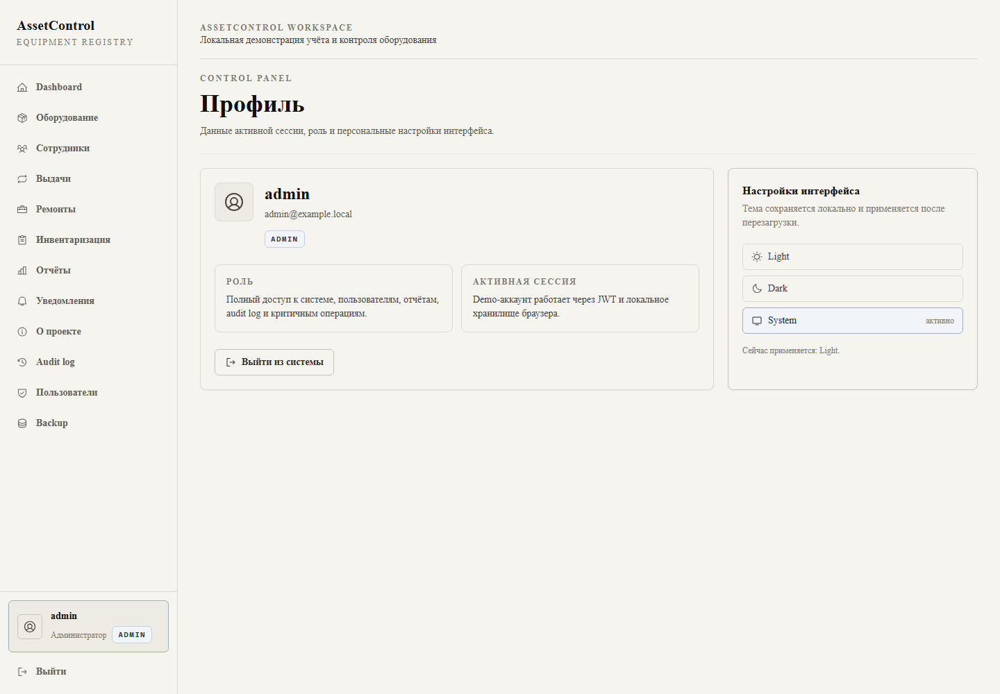 AssetControl
EQUIPMENT REGISTRY
Dashboard
Оборудование
Сотрудники
Выдачи
Ремонты
Инвентаризация
Отчёты
Уведомления
О проекте
Audit log
Пользователи
Backup
admin
Администратор ADMIN
Выйти
ASSETCONTROL WORKSPACE
Локальная демонстрация учёта и контроля оборудования
CONTROL PANEL
Профиль
Данные активной сессии, роль и персональные настройки интерфейса.
admin
admin@example.local
ADMIN
РОЛЬ
Полный доступ к системе, пользователям, отчётам,
audit log и критичным операциям.
АКТИВНАЯ СЕССИЯ
Demo-аккаунт работает через JWT и локальное
хранилище браузера.
Выйти из системы
Настройки интерфейса
Тема сохраняется локально и применяется после
перезагрузки.
Light
Dark
System активно
Сейчас применяется: Light.